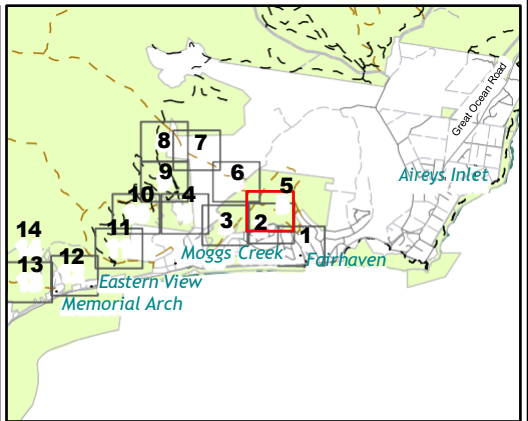 Great Ocean Road
8
7
Aireys Inlet
9
6
5
10
4
3
2
14
11
1
Moggs Creek
Fairhaven
13
12
Eastern View
Memorial Arch